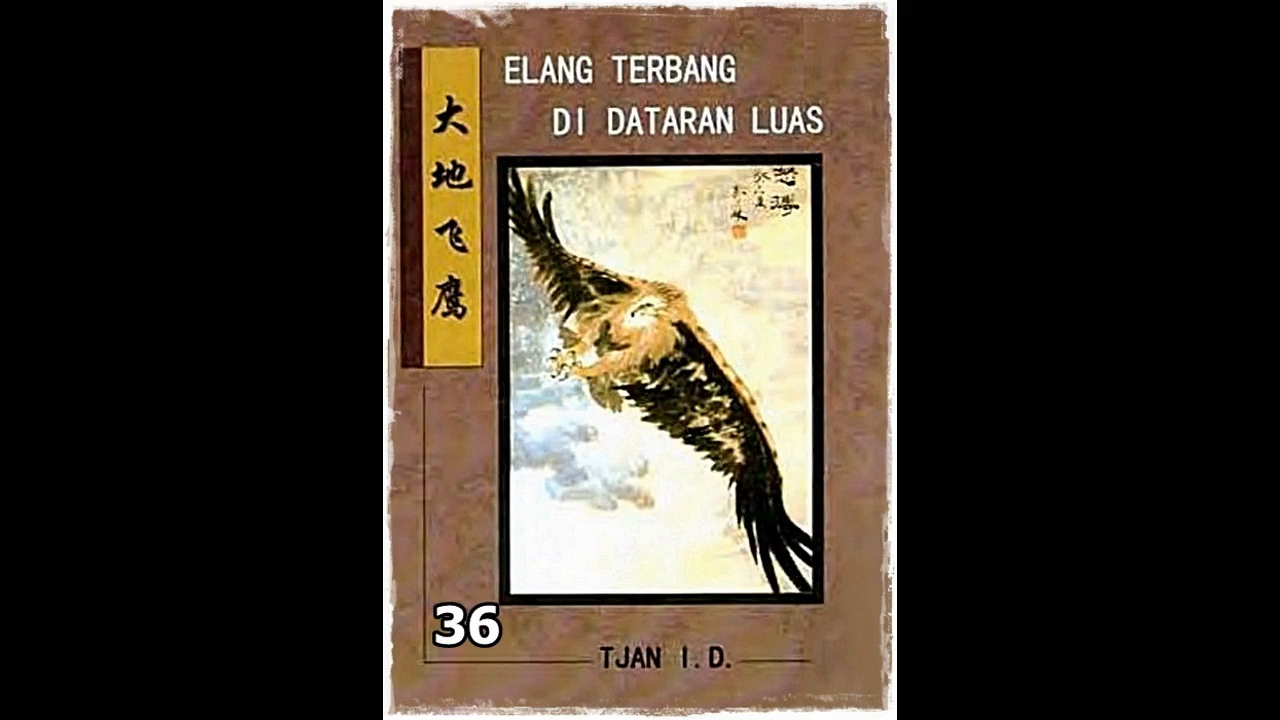 ELANG TERBANG
DI DATARAN LUAS
大地飞鹰
36
TJAN I.D.